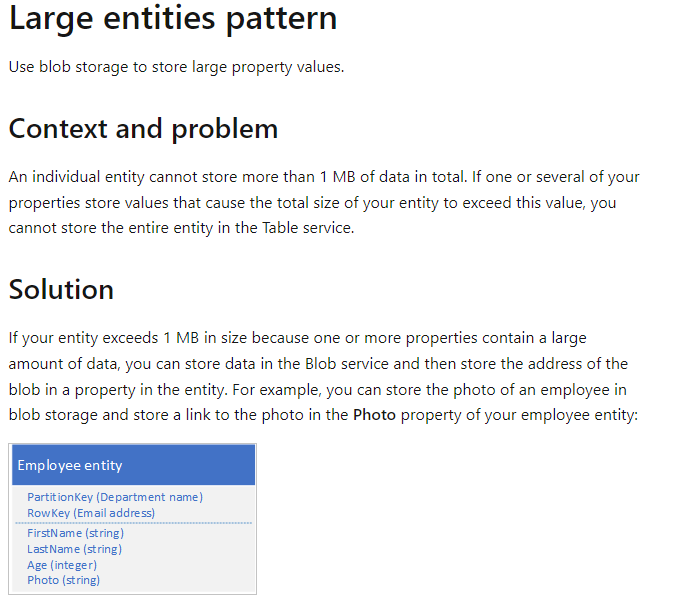 Large entities pattern
Use blob storage to store large property values.
Context and problem
An individual entity cannot store more than 1 MB of data in total. If one or several of your
properties store values that cause the total size of your entity to exceed this value, you
cannot store the entire entity in the Table service.
Solution
If your entity exceeds 1 MB in size because one or more properties contain a large
amount of data, you can store data in the Blob service and then store the address of the
blob in a property in the entity. For example, you can store the photo of an employee in
blob storage and store a link to the photo in the Photo property of your employee entity:
Employee entity
PartitionKey (Department name)
RowKey (Email address)
FirstName (string)
LastName (string)
Age (integer)
Photo (string)